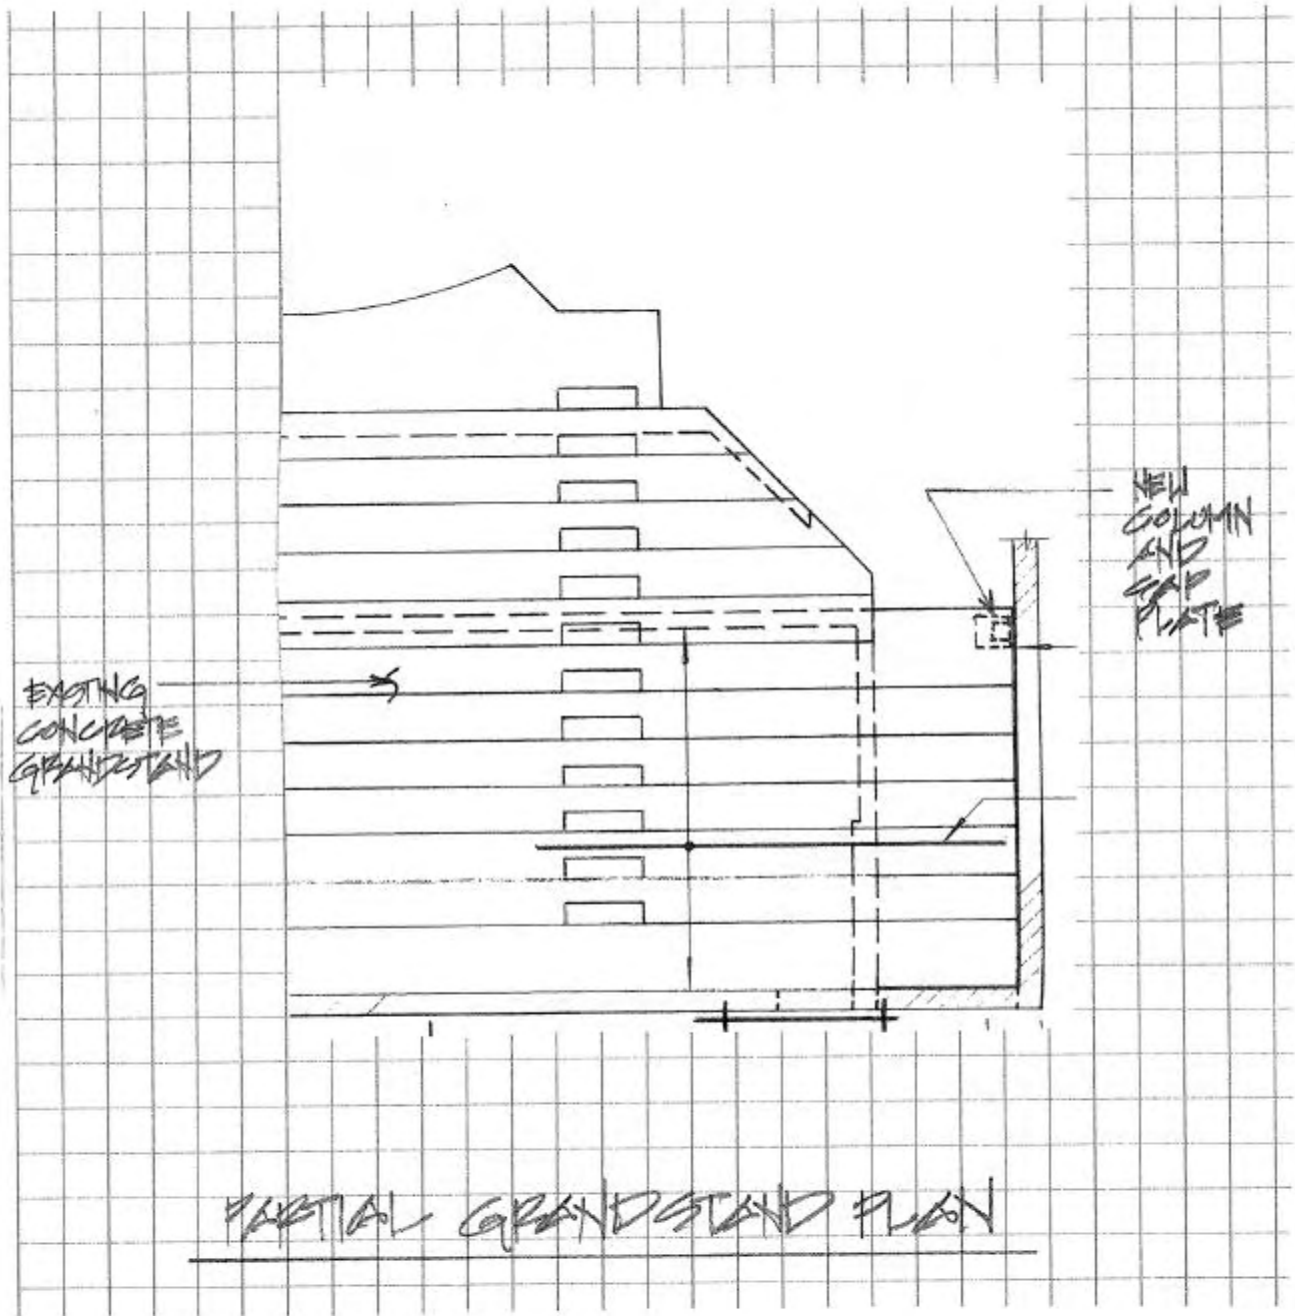 NEW
COLUMN
AND
CAP
PLATE
EXISTING
CONCRETE
GRANDSTAND
PARTIAL GRANDSTAND PLAN